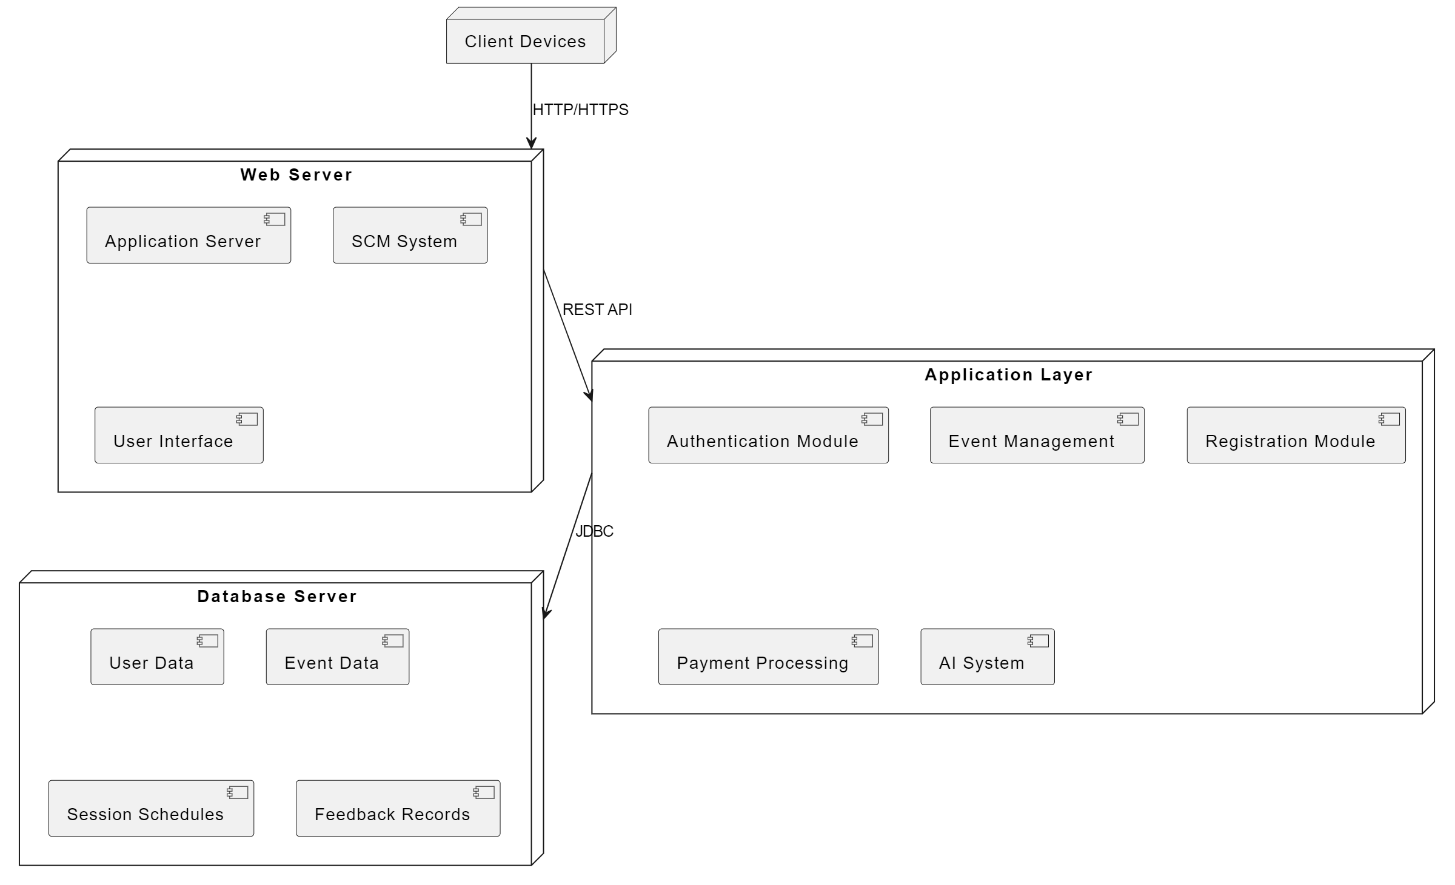 Client Devices
HTTP/HTTPS
Web Server
Application Server
SCM System
User Interface
REST API
Application Layer
Authentication Module
Event Management
Registration Module
Payment Processing
AI System
JDBC
Database Server
User Data
Event Data
Session Schedules
Feedback Records